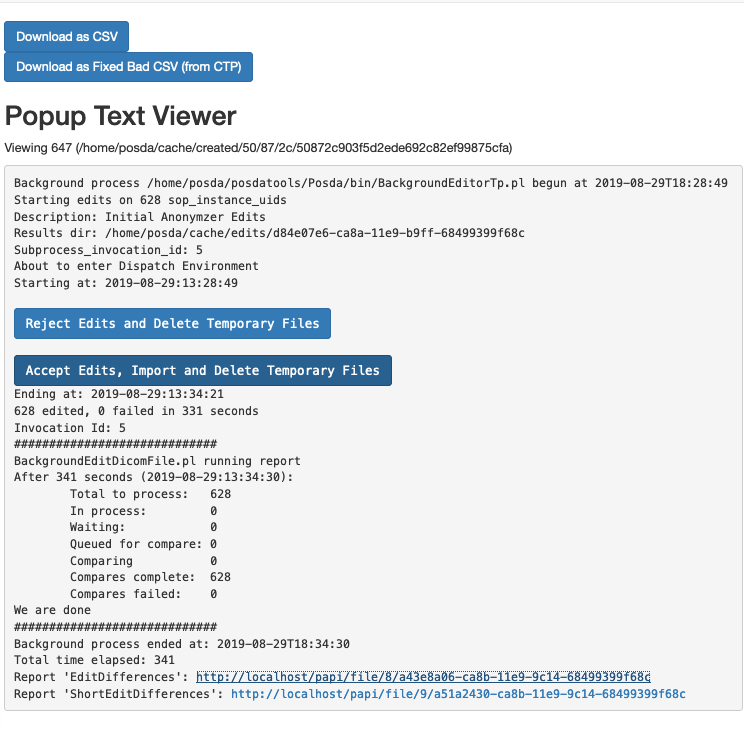 Download as CSV
Download as Fixed Bad CSV (from CTP)
Popup Text Viewer
Viewing 647 (/home/posda/cache/created/50/87/2c/50872c903f5d2ede692c82ef99875cfa)
Background process /home/posda/posdatools/Posda/bin/BackgroundEditorTp.pl begun at 2019-08-29T18:28:49
Starting edits on 628 sop_instance_uids
Description: Initial Anonymzer Edits
Results dir: /home/posda/cache/edits/d84e07e6-ca8a-11e9-b9ff-68499399f68c
Subprocess_invocation_id: 5
About to enter Dispatch Environment
Starting at: 2019-08-29:13:28:49
Reject Edits and Delete Temporary Files
Accept Edits, Import and Delete Temporary Files
Ending at: 2019-08-29:13:34:21
628 edited, 0 failed in 331 seconds
Invocation Id: 5
#############################
BackgroundEditDicomFile.pl running report
After 341 seconds (2019-08-29:13:34:30):
Total to process: 628
In process: 0
Waiting: 0
Queued for compare: 0
Comparing 0
Compares complete: 628
Compares failed: 0
We are done
#############################
Background process ended at: 2019-08-29T18:34:30
Total time elapsed: 341
Report 'EditDifferences': http://localhost/papi/file/8/a43e8a06-ca8b-11e9-9c14-68499399f68c
Report 'ShortEditDifferences': http://localhost/papi/file/9/a51a2430-ca8b-11e9-9c14-68499399f68c